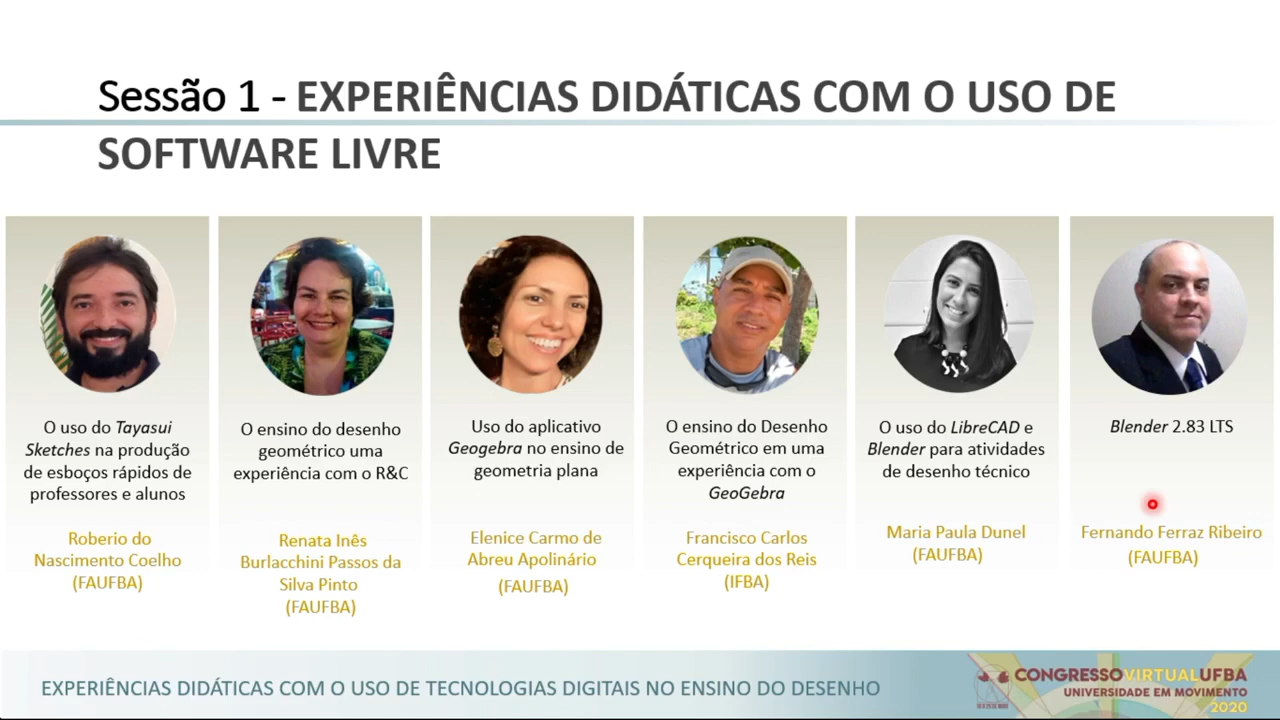 Sessão 1 - EXPERIÊNCIAS DIDÁTICAS COM O USO DE
SOFTWARE LIVRE
O uso do Tayasui
Sketches na produção
de esboços rápidos de
professores e alunos
Roberio do
Nascimento Coelho
(FAUFBA)
O ensino do desenho
geométrico uma
experiência com o R&C
Renata Inês
Burlacchini Passos da
Silva Pinto
(FAUFBA)
Uso do aplicativo
Geogebra no ensino de
geometria plana
Elenice Carmo de
Abreu Apolinário
(FAUFBA)
O ensino do Desenho
Geométrico em uma
experiência com o
GeoGebra
Francisco Carlos
Cerqueira dos Reis
(IFBA)
O uso do LibreCAD e
Blender para atividades
de desenho técnico
Maria Paula Dunel
(FAUFBA)
Blender 2.83 LTS
Fernando Ferraz Ribeiro
(FAUFBA)
EXPERIÊNCIAS DIDÁTICAS COM O USO DE TECNOLOGIAS DIGITAIS NO ENSINO DO DESENHO
CONGRESSOVIRTUALUFBA
UNIVERSIDADE EM MOVIMENTO
2020